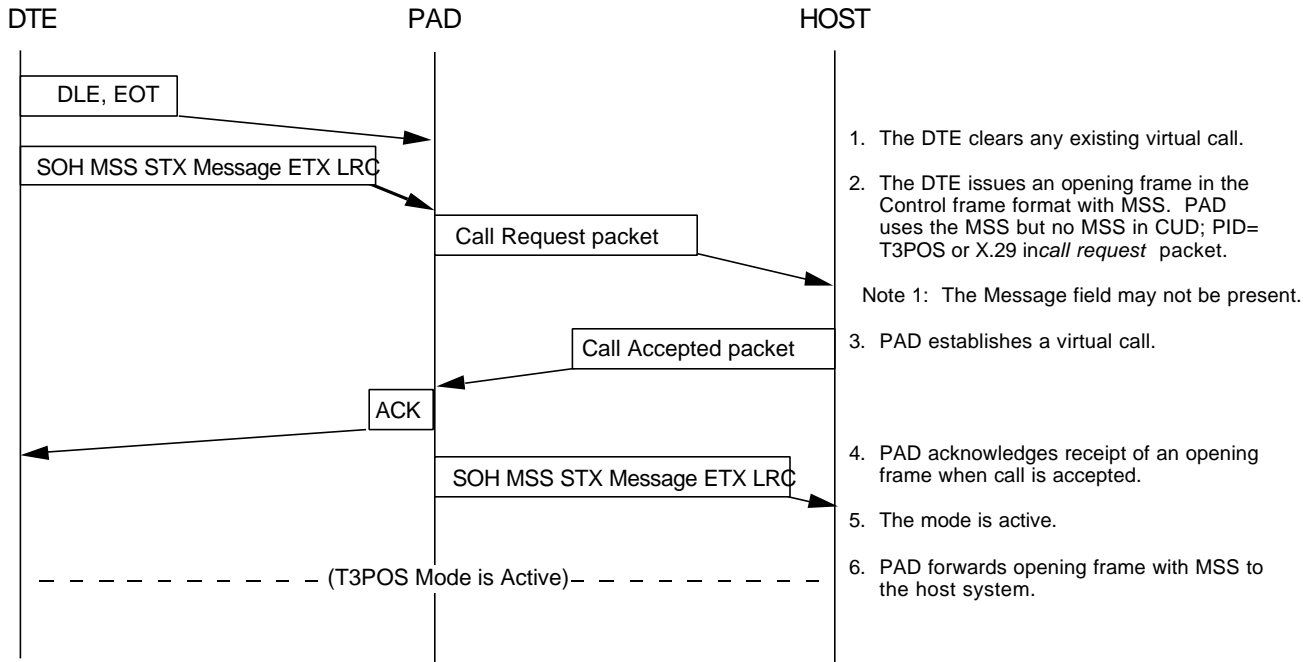 DTE
PAD
HOST
DLE, EOT
SOH MSS STX Message ETX LRC
Call Request packet
Call Accepted packet
ACK
SOH MSS STX Message ETX LRC
(T3POS Mode is Active)
1. The DTE clears any existing virtual call.
2. The DTE issues an opening frame in the
Control frame format with MSS. PAD
uses the MSS but no MSS in CUD; PID=
T3POS or X.29 incall request packet.
Note 1: The Message field may not be present.
3. PAD establishes a virtual call.
4. PAD acknowledges receipt of an opening
frame when call is accepted.
5. The mode is active.
6. PAD forwards opening frame with MSS to
the host system.